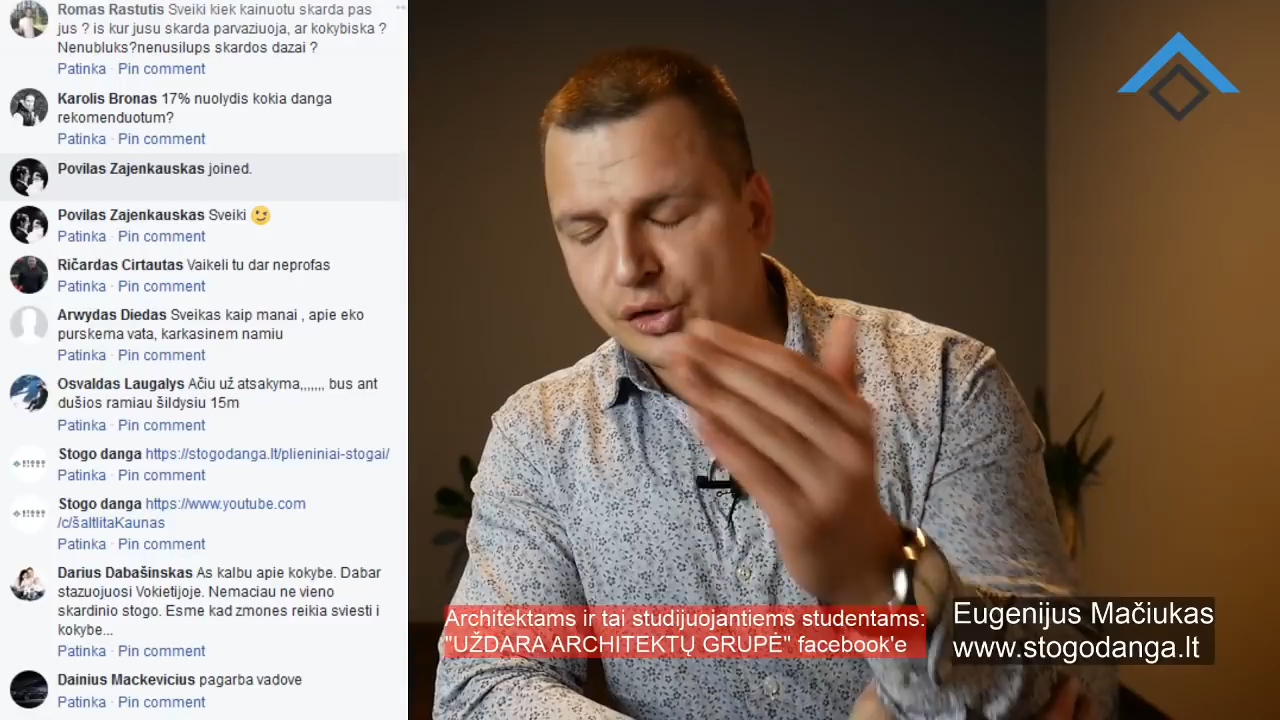 Romas Rastutis Sveiki kiek kainuotu skarda pas
jus ? is kur jusu skarda parvaziuoja, ar kokybiska ?
Nenubluks?nenusilups skardos dazai ?
Patinka · Pin comment
Karolis Bronas 17% nuolydis kokia danga
rekomenduotum?
Patinka · Pin comment
Povilas Zajenkauskas joined.
Povilas Zajenkauskas Sveiki 😉
Patinka · Pin comment
Ričardas Cirtautas Vaikeli tu dar neprofas
Patinka · Pin comment
Arwydas Diedas Sveikas kaip manai , apie eko
purskema vata, karkasinem namiu
Patinka · Pin comment
Osvaldas Laugalys Ačiu už atsakyma,,,,,,, bus ant
dušios ramiau šildysiu 15m
Patinka · Pin comment
Stogo danga https://stogodanga.lt/plieniniai-stogai/
Patinka · Pin comment
Stogo danga https://www.youtube.com
/c/šaltlitaKaunas
Patinka · Pin comment
Darius Dabašinskas As kalbu apie kokybe. Dabar
stazuojuosi Vokietijoje. Nemaciau ne vieno
skardinio stogo. Esme kad zmones reikia sviesti i
kokybe...
Patinka · Pin comment
Dainius Mackevicius pagarba vadove
Patinka · Pin comment
Architektams ir tai studijuojantiems studentams:
"UŽDARA ARCHITEKTŲ GRUPĖ" facebook'e
Eugenijus Mačiukas
www.stogodanga.lt